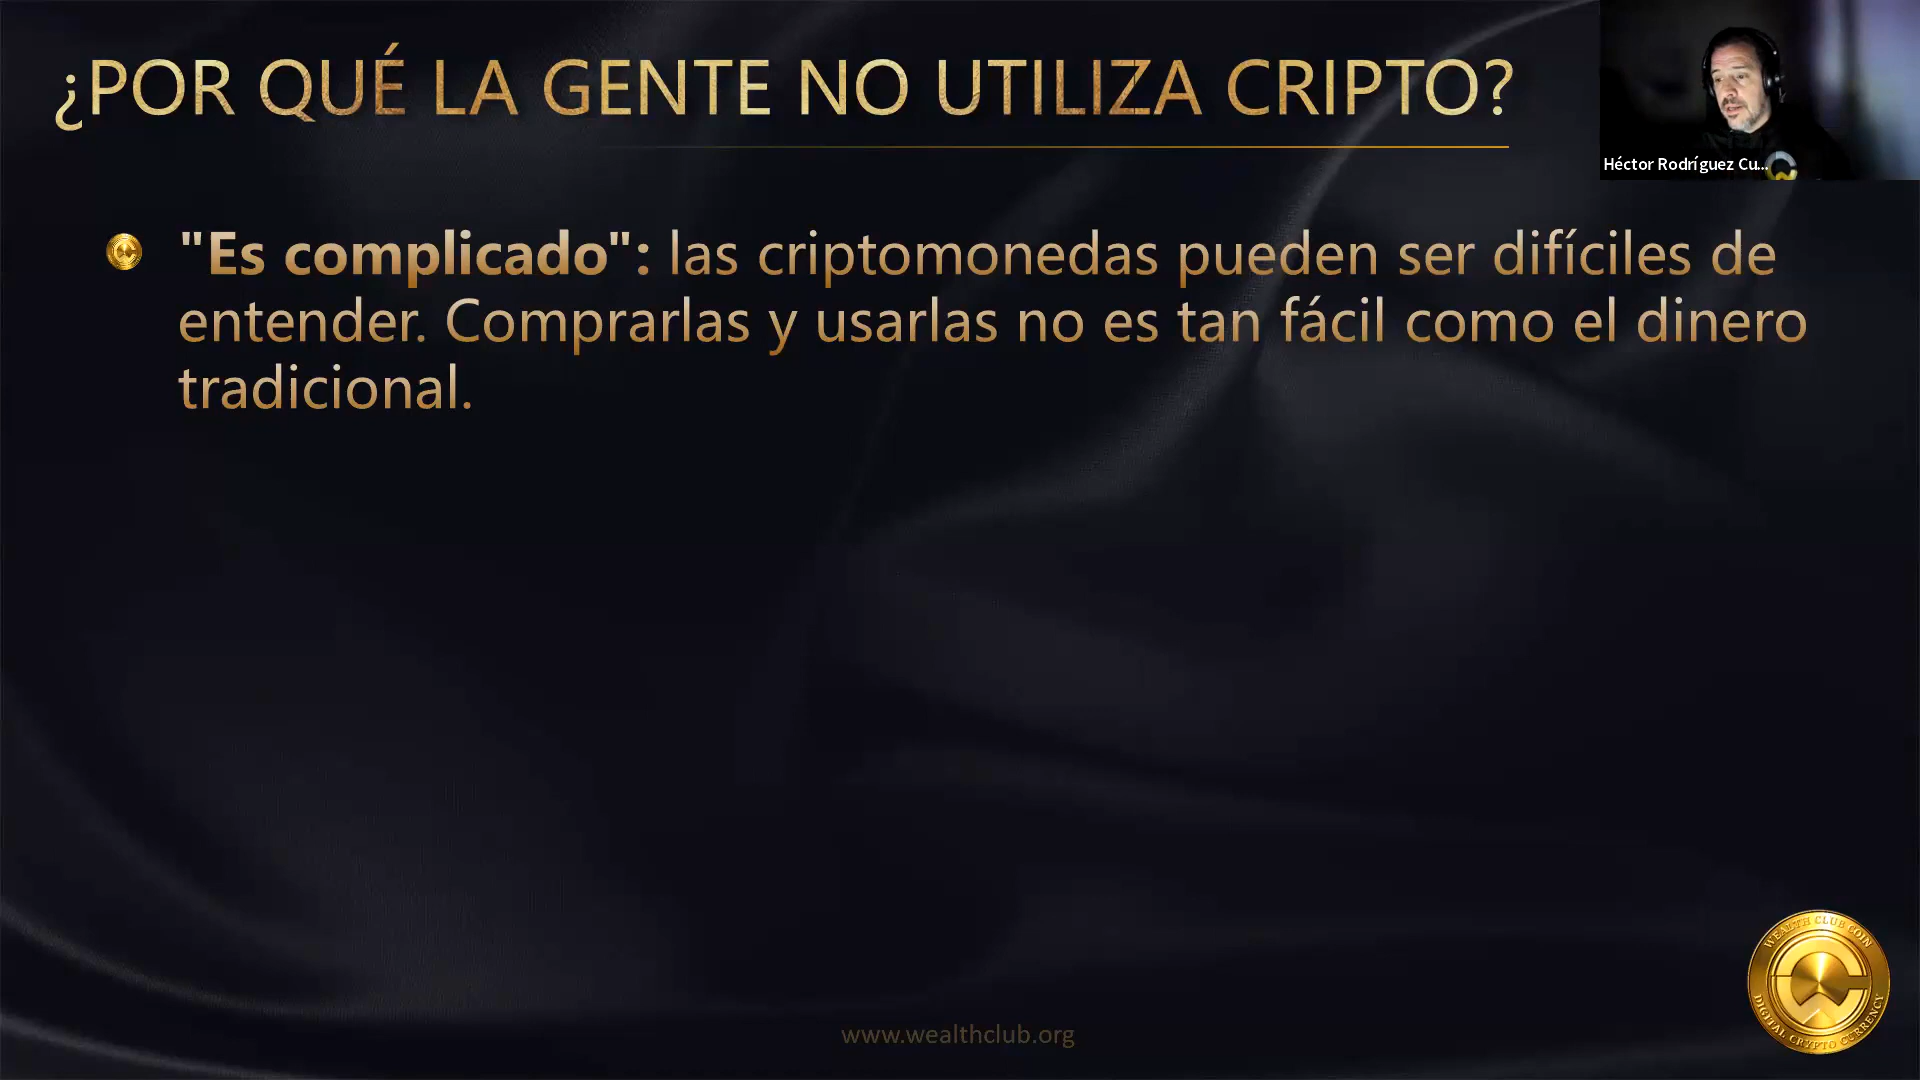 ¿POR QUÉ LA GENTE NO UTILIZA CRIPTO?
Héctor Rodríguez Cu...
"Es complicado": las criptomonedas pueden ser difíciles de
entender. Comprarlas y usarlas no es tan fácil como el dinero
tradicional.
WEALTH CLUB COIN
DIGITAL CRYPTO CURRENCY
www.wealthclub.org